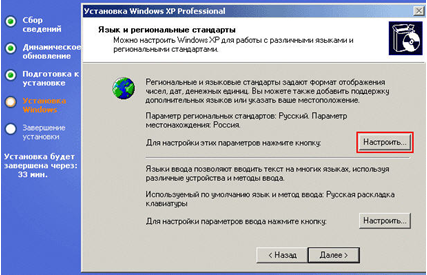 Сбор
сведений
Динамическое
обновление
Подготовка к
установке
Установка
Windows
Завершение
установки
Установка будет
завершена через:
33 мин.
Установка Windows XP Professional
Язык и региональные стандарты
Можно настроить Windows XP для работы с различными языками и
региональными стандартами.
Региональные и языковые стандарты задают формат отображения
чисел, дат, денежных единиц. Вы можете также добавить поддержку
дополнительных языков или указать ваше местоположение.
Параметр региональных стандартов: Русский. Параметр
местонахождения: Россия.
Для настройки этих параметров нажмите кнопку:
Настроить...
Языки ввода позволяют вводить текст на многих языках, используя
различные устройства и методы ввода.
Используемый по умолчанию язык и метод ввода: Русская раскладка
клавиатуры
Для настройки параметров ввода нажмите кнопку:
Настроить...
< Назад
Далее >